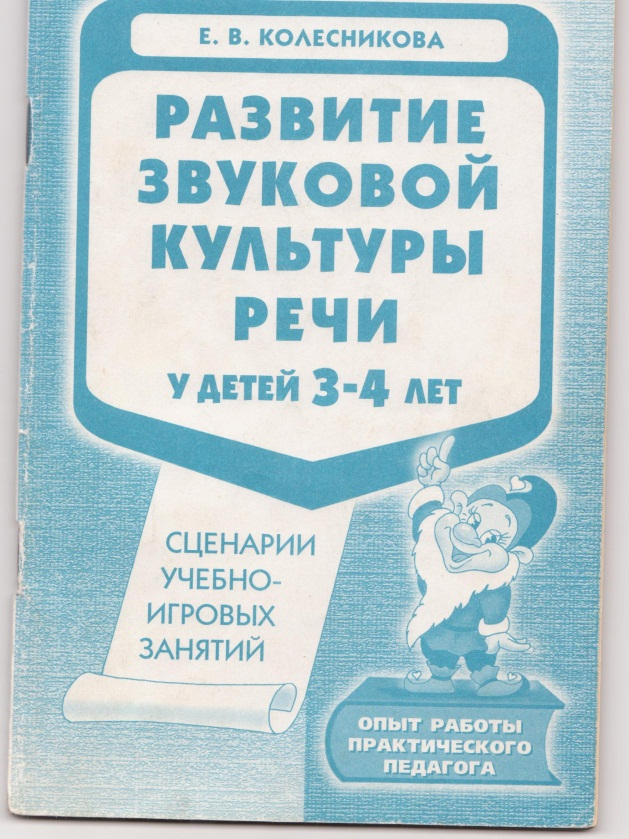 Е. В. КОЛЕСНИКОВА
РАЗВИТИЕ
ЗВУКОВОЙ
КУЛЬТУРЫ
РЕЧИ
У ДЕТЕЙ 3-4 ЛЕТ
СЦЕНАРИИ
УЧЕБНО-
ИГРОВЫХ
ЗАНЯТИЙ
ОПЫТ РАБОТЫ
ПРАКТИЧЕСКОГО
ПЕДАГОГА